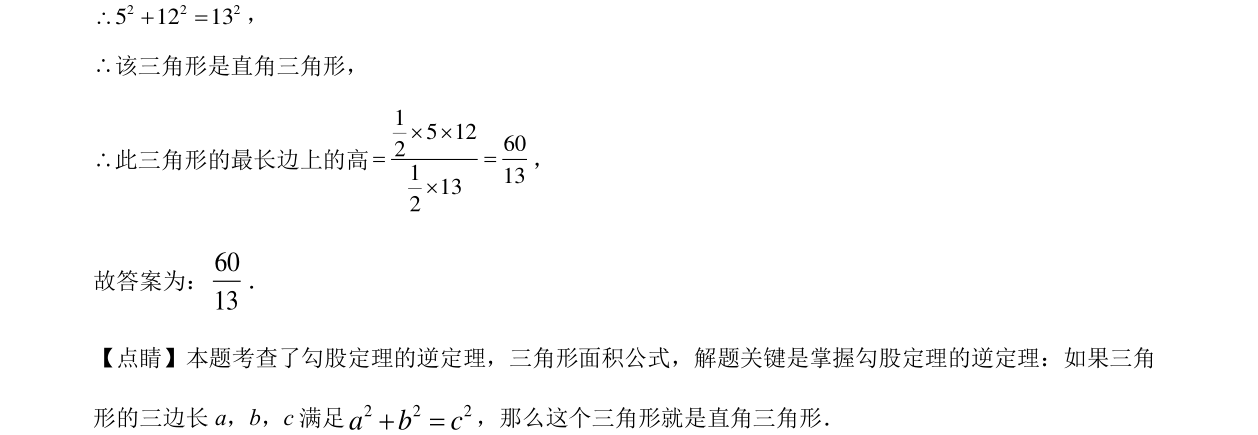 ∴5²+12²=13²，
∴该三角形是直角三角形，
∴此三角形的最长边上的高=(1/2×5×12)/(1/2×13)=60/13，
故答案为：60/13．
【点睛】本题考查了勾股定理的逆定理，三角形面积公式，解题关键是掌握勾股定理的逆定理：如果三角
形的三边长 a，b，c 满足a²+b²=c²，那么这个三角形就是直角三角形．